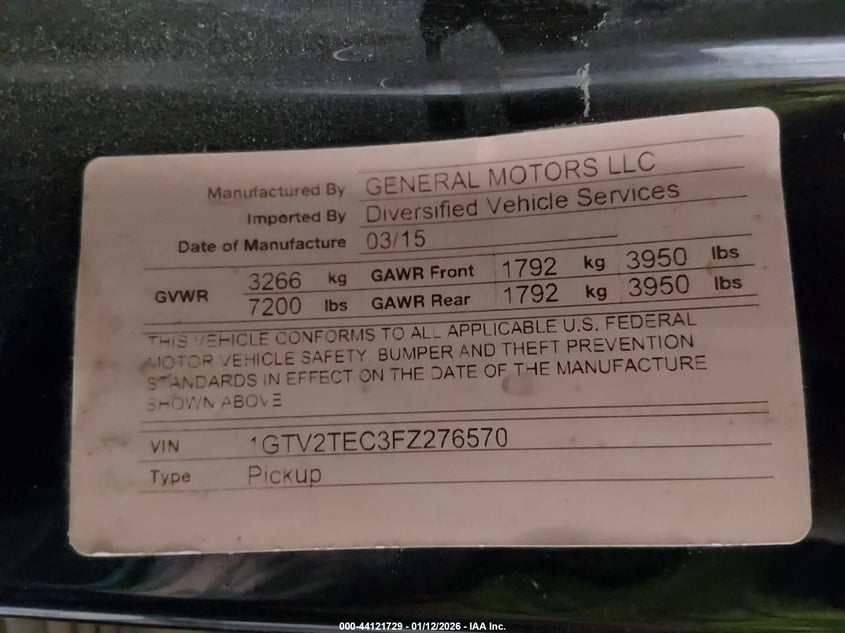 Manufactured By GENERAL MOTORS LLC
Imported By Diversified Vehicle Services
Date of Manufacture 03/15
GVWR 3266 kg GAWR Front 1792 kg 3950 lbs
7200 lbs GAWR Rear 1792 kg 3950 lbs
THIS VEHICLE CONFORMS TO ALL APPLICABLE U.S. FEDERAL
MOTOR VEHICLE SAFETY, BUMPER AND THEFT PREVENTION
STANDARDS IN EFFECT ON THE DATE OF THE MANUFACTURE
SHOWN ABOVE
VIN 1GTV2TEC3FZ276570
Type Pickup
000-44121729 - 01/12/2026 - IAA Inc.